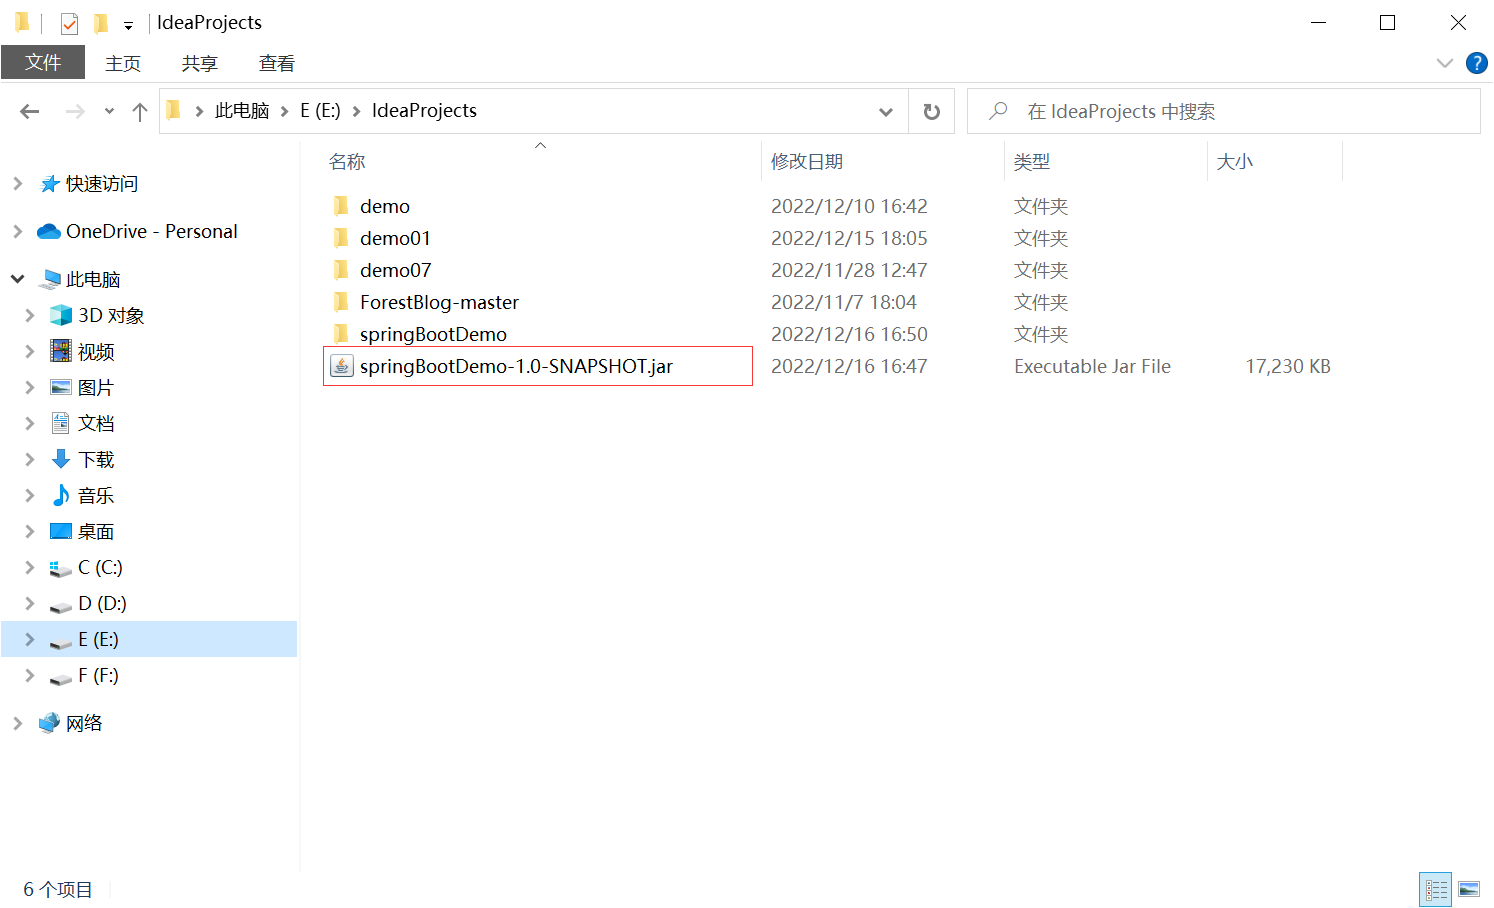 IdeaProjects
文件 主页 共享 查看
此电脑 E (E:) IdeaProjects 在 IdeaProjects 中搜索
名称 修改日期 类型 大小
快速访问
OneDrive - Personal
此电脑
3D 对象
视频
图片
文档
下载
音乐
桌面
C (C:)
D (D:)
E (E:)
F (F:)
网络
demo 2022/12/10 16:42 文件夹
demo01 2022/12/15 18:05 文件夹
demo07 2022/11/28 12:47 文件夹
ForestBlog-master 2022/11/7 18:04 文件夹
springBootDemo 2022/12/16 16:50 文件夹
springBootDemo-1.0-SNAPSHOT.jar 2022/12/16 16:47 Executable Jar File 17,230 KB
6 个项目